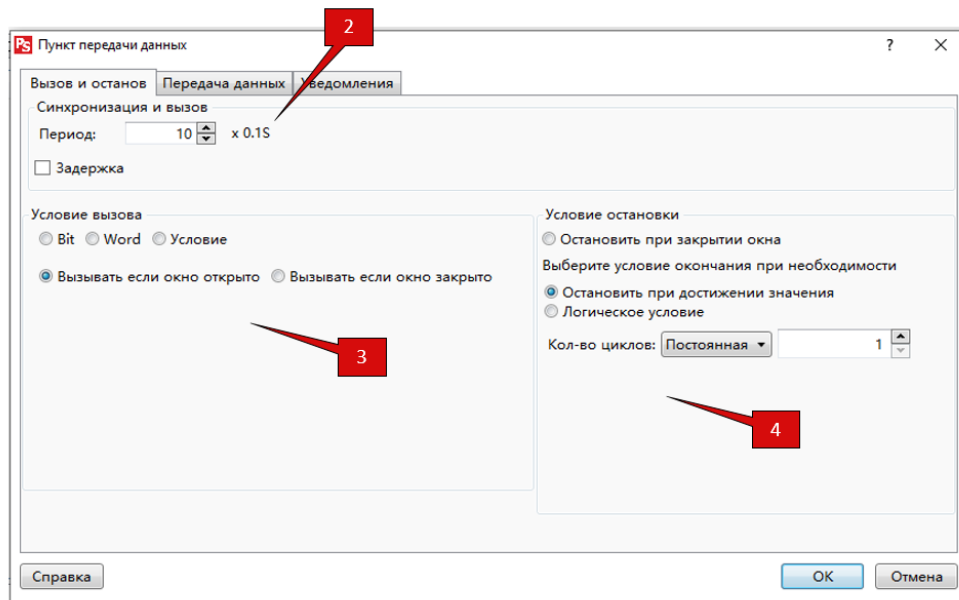 2
PS Пункт передачи данных ? ×
Вызов и останов Передача данных Уведомления
Синхронизация и вызов
Период: 10 x 0.1S
Задержка
Условие вызова
Bit Word Условие
Вызывать если окно открыто Вызывать если окно закрыто
3
Условие остановки
Остановить при закрытии окна
Выберите условие окончания при необходимости
Остановить при достижении значения
Логическое условие
Кол-во циклов: Постоянная 1
4
Справка OK Отмена